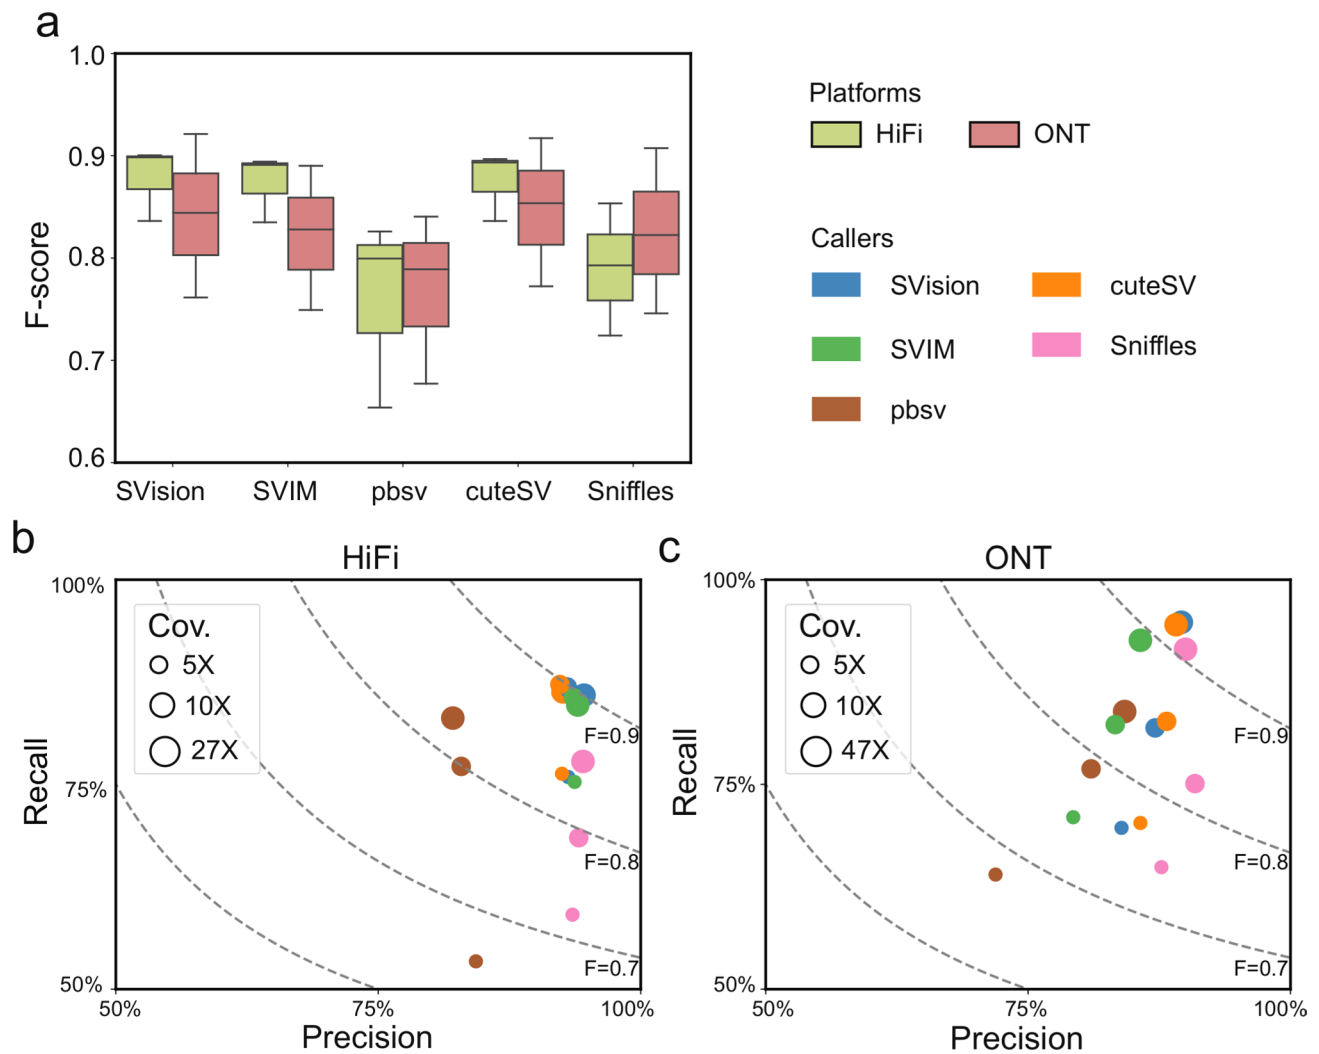 a
1.0
0.9
0.8
0.7
0.6
F-score
SVision SVIM pbsv cuteSV Sniffles
Platforms
HiFi ONT
Callers
SVision cuteSV
SVIM Sniffles
pbsv
b
HiFi
100%
75%
50%
Recall
Cov.
5X
10X
27X
F=0.9
F=0.8
F=0.7
50% 75% 100%
Precision
c
ONT
100%
75%
50%
Recall
Cov.
5X
10X
47X
F=0.9
F=0.8
F=0.7
50% 75% 100%
Precision